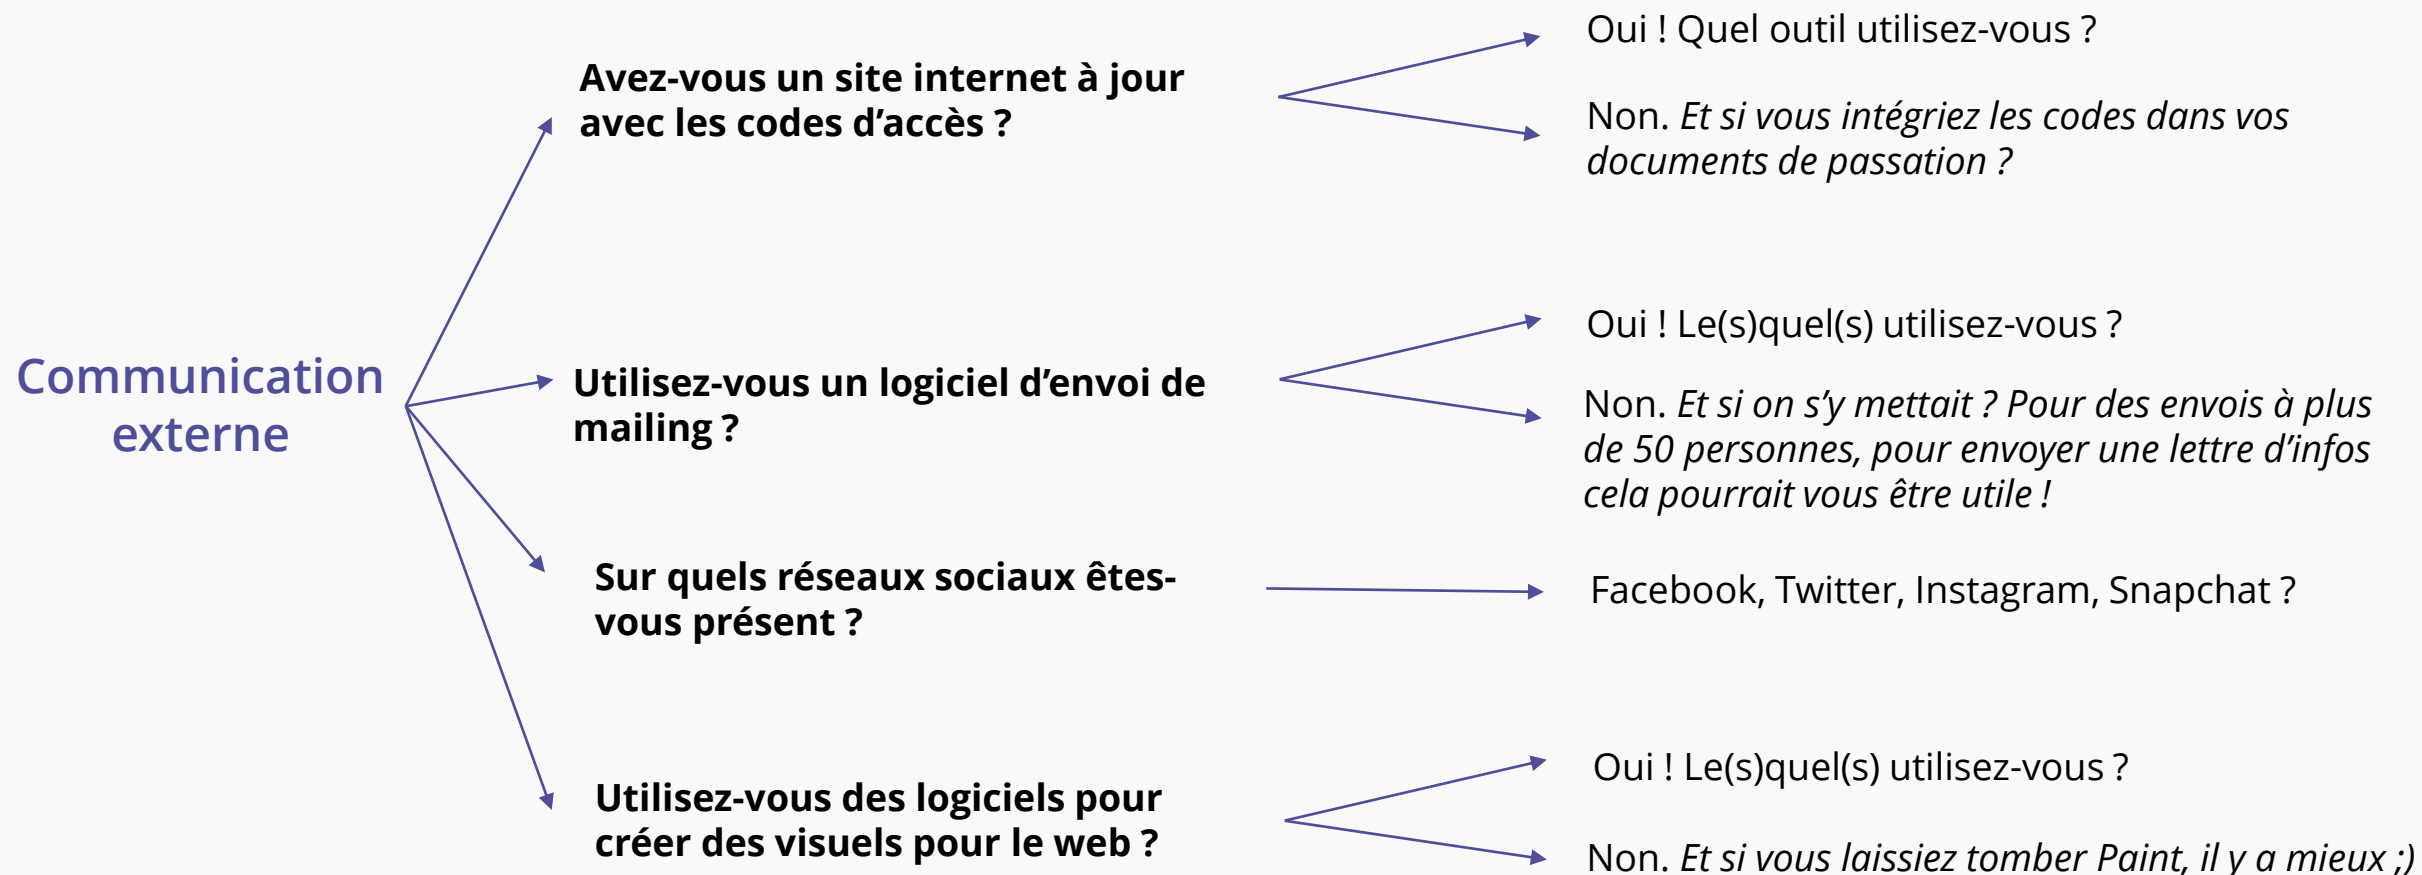 Communication
externe
Avez-vous un site internet à jour
avec les codes d’accès ?
Oui ! Quel outil utilisez-vous ?
Non. Et si vous intégriez les codes dans vos
documents de passation ?
Utilisez-vous un logiciel d’envoi de
mailing ?
Oui ! Le(s)quel(s) utilisez-vous ?
Non. Et si on s’y mettait ? Pour des envois à plus
de 50 personnes, pour envoyer une lettre d’infos
cela pourrait vous être utile !
Sur quels réseaux sociaux êtes-
vous présent ?
Facebook, Twitter, Instagram, Snapchat ?
Utilisez-vous des logiciels pour
créer des visuels pour le web ?
Oui ! Le(s)quel(s) utilisez-vous ?
Non. Et si vous laissiez tomber Paint, il y a mieux ;)